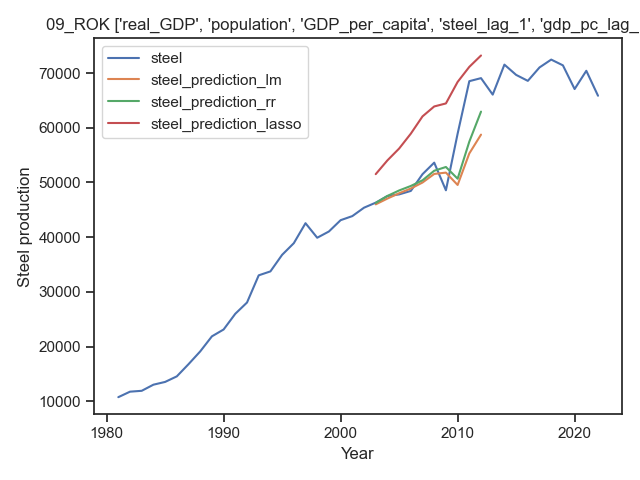 09_ROK ['real_GDP', 'population', 'GDP_per_capita', 'steel_lag_1', 'gdp_pc_lag_
steel
steel_prediction_lm
steel_prediction_rr
steel_prediction_lasso
Steel production
70000
60000
50000
40000
30000
20000
10000
1980 1990 2000 2010 2020
Year